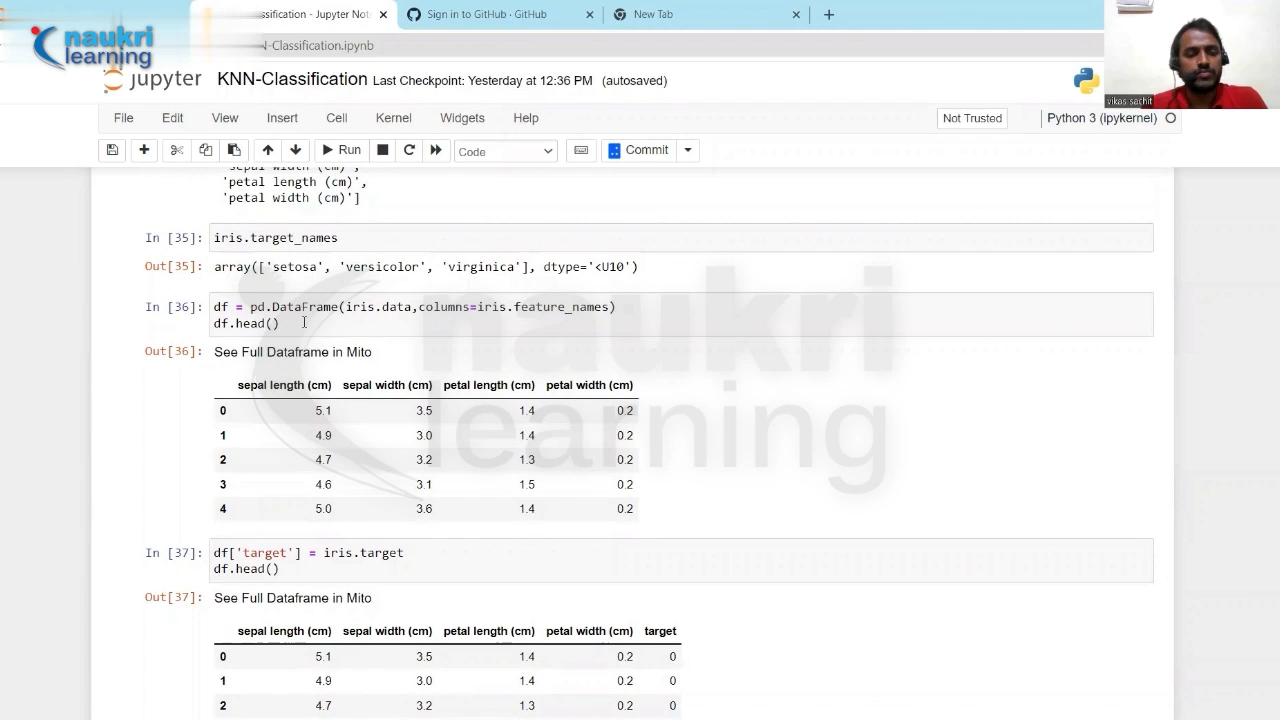 naukri
learning
ssification - Jupyter Not
Sign in to GitHub · GitHub
New Tab
N-Classification.ipynb
jupyter
KNN-Classification
Last Checkpoint: Yesterday at 12:36 PM (autosaved)
vikas sachit
File Edit View Insert Cell Kernel Widgets Help
Not Trusted
Python 3 (ipykernel)
Run
Code
Commit
'sepal width (cm)',
'petal length (cm)',
'petal width (cm)']
In [35]: iris.target_names
Out[35]: array(['setosa', 'versicolor', 'virginica'], dtype='<U10')
In [36]: df = pd.DataFrame(iris.data,columns=iris.feature_names)
df.head()
Out[36]: See Full Dataframe in Mito
sepal length (cm) sepal width (cm) petal length (cm) petal width (cm)
0 5.1 3.5 1.4 0.2
1 4.9 3.0 1.4 0.2
2 4.7 3.2 1.3 0.2
3 4.6 3.1 1.5 0.2
4 5.0 3.6 1.4 0.2
naukri
learning
In [37]: df['target'] = iris.target
df.head()
Out[37]: See Full Dataframe in Mito
sepal length (cm) sepal width (cm) petal length (cm) petal width (cm) target
0 5.1 3.5 1.4 0.2 0
1 4.9 3.0 1.4 0.2 0
2 4.7 3.2 1.3 0.2 0